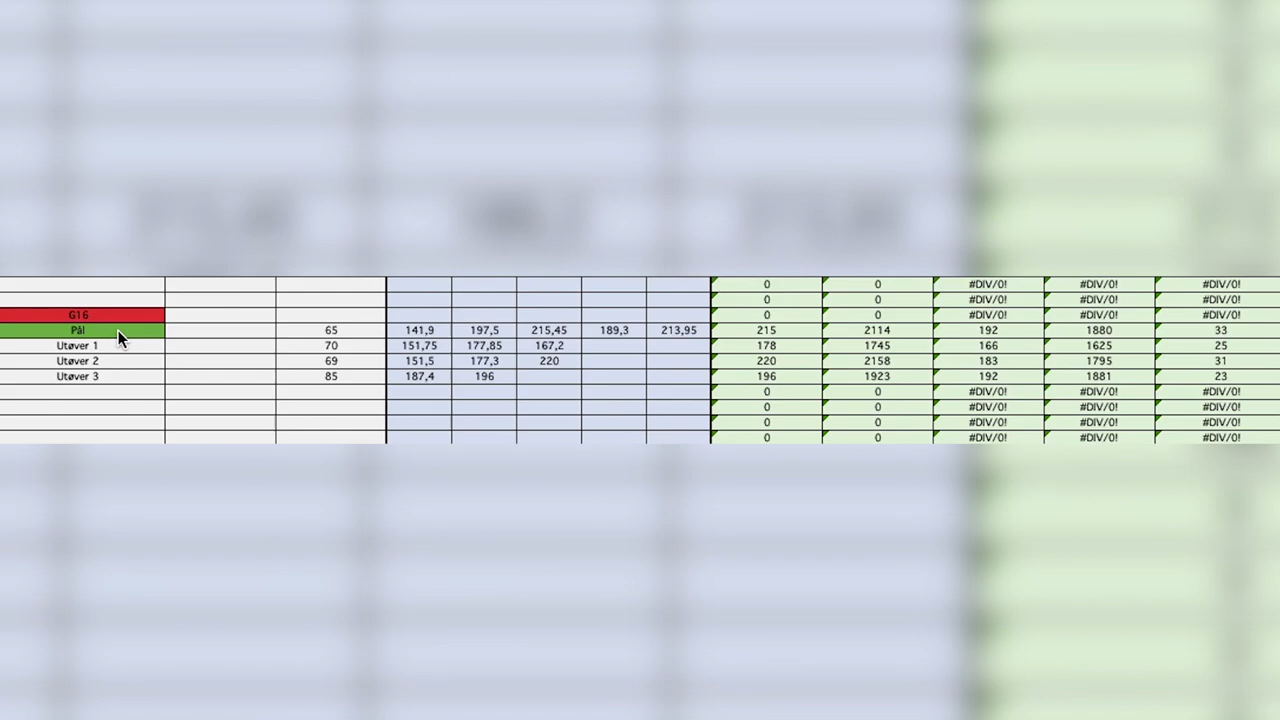 0 0 #DIV/0! #DIV/0! #DIV/0!
0 0 #DIV/0! #DIV/0! #DIV/0!
G16 0 0 #DIV/0! #DIV/0! #DIV/0!
Pål 65 141,9 197,5 215,45 189,3 213,95 215 2114 192 1880 33
Utøver 1 70 151,75 177,85 167,2 178 1745 166 1625 25
Utøver 2 69 151,5 177,3 220 220 2158 183 1795 31
Utøver 3 85 187,4 196 196 1923 192 1881 23
0 0 #DIV/0! #DIV/0! #DIV/0!
0 0 #DIV/0! #DIV/0! #DIV/0!
0 0 #DIV/0! #DIV/0! #DIV/0!
0 0 #DIV/0! #DIV/0! #DIV/0!